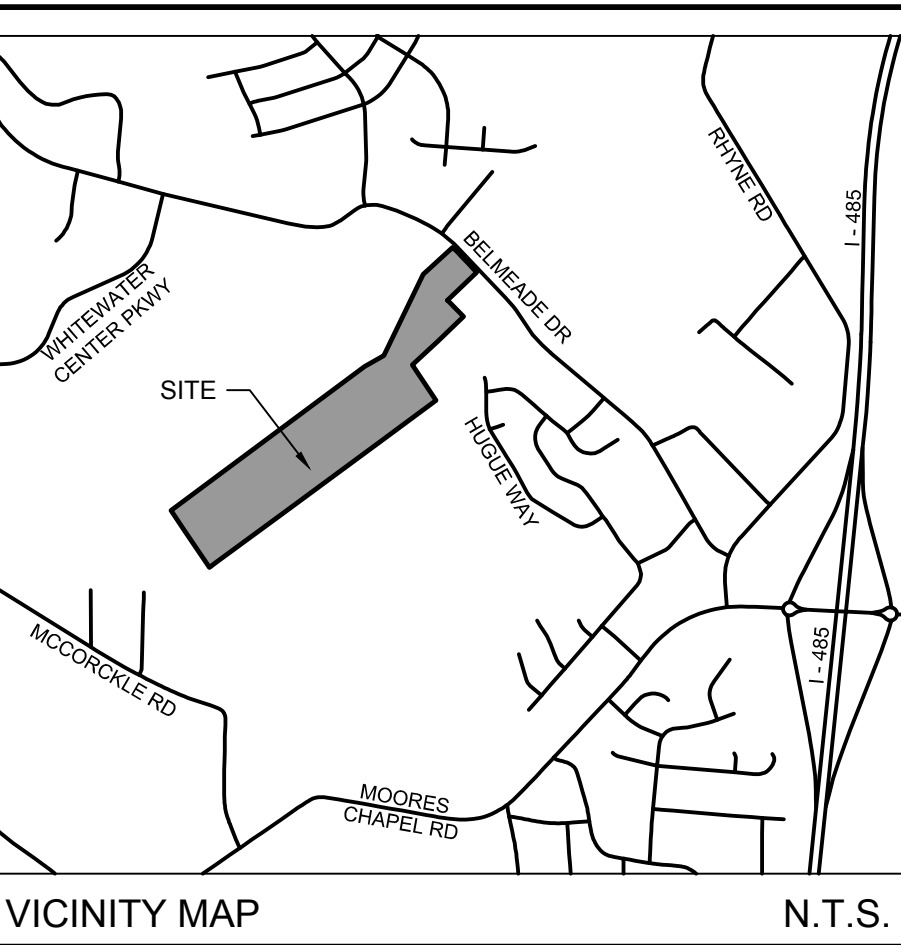 RHYNE RD
I - 485
BELMEADE DR
WHITEWATER
CENTER PKWY
SITE
HUGUE WAY
MCCORCKLE RD
I - 485
MOORES
CHAPEL RD
VICINITY MAP
N.T.S.